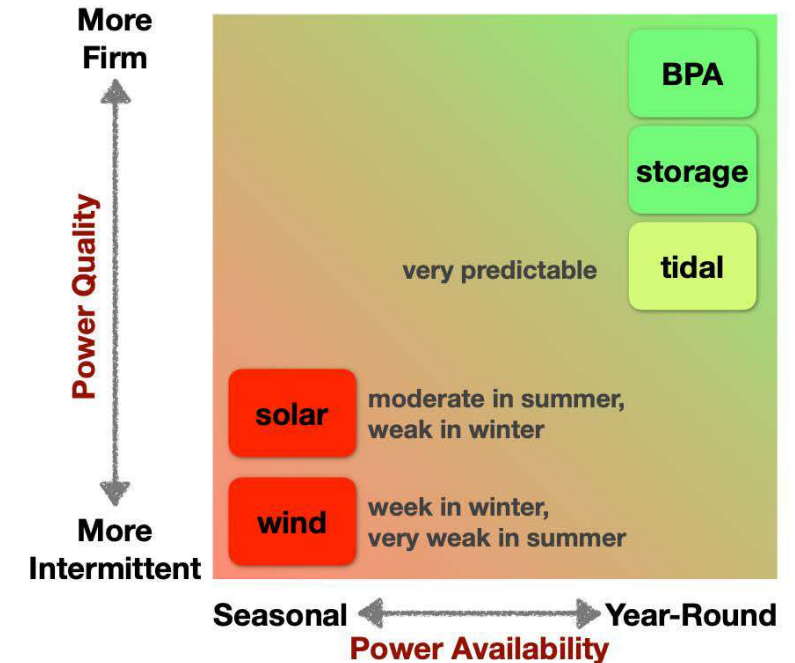 More
Firm
BPA
storage
Power Quality
very predictable
tidal
solar
moderate in summer,
weak in winter
wind
week in winter,
very weak in summer
More
Intermittent
Seasonal
Year-Round
Power Availability